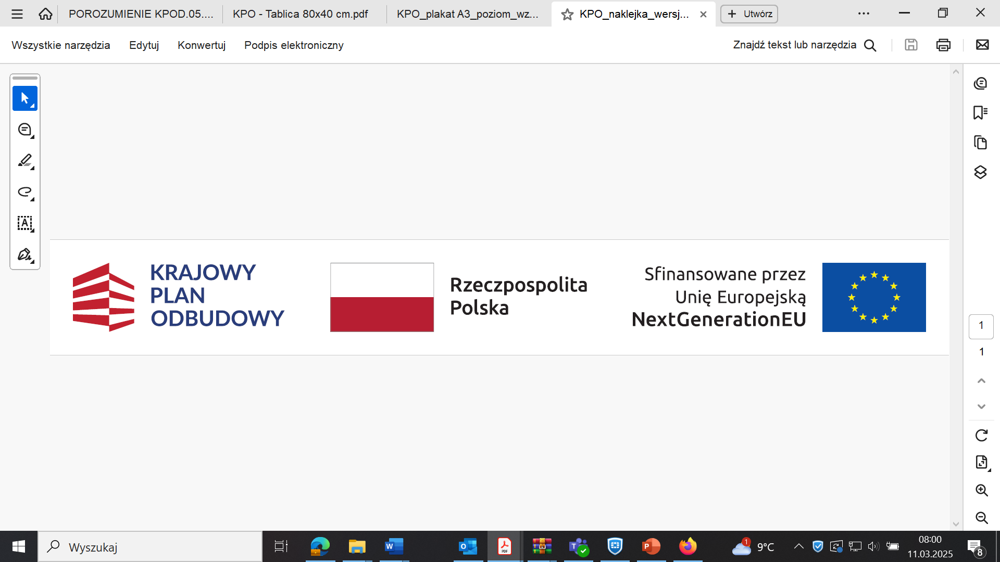 POROZUMIENIE KPOD.05....
KPO - Tablica 80x40 cm.pdf
KPO_plakat A3_poziom_wz...
KPO_naklejka_wersj...
Utwórz
Wszystkie narzędzia
Edytuj
Konwertuj
Podpis elektroniczny
Znajdź tekst lub narzędzia
KRAJOWY
PLAN
ODBUDOWY
Rzeczpospolita
Polska
Sfinansowane przez
Unię Europejską
NextGenerationEU
1
1
Wyszukaj
1
9°C
08:00
11.03.2025
8